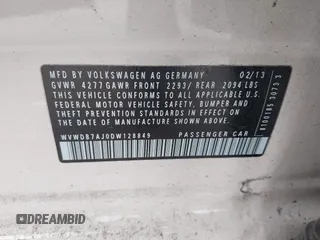 MFD BY VOLKSWAGEN AG GERMANY 02/13
GVWR 4277 GAWR FRONT 2293/ REAR 2094 LBS
THIS VEHICLE CONFORMS TO ALL APPLICABLE U.S.
FEDERAL MOTOR VEHICLE SAFETY, BUMPER AND
THEFT PREVENTION STANDARDS IN EFFECT ON THE
DATE OF MANUFACTURE SHOWN ABOVE.
WVWDB7AJ0DW128849 PASSENGER CAR
DREAMBID